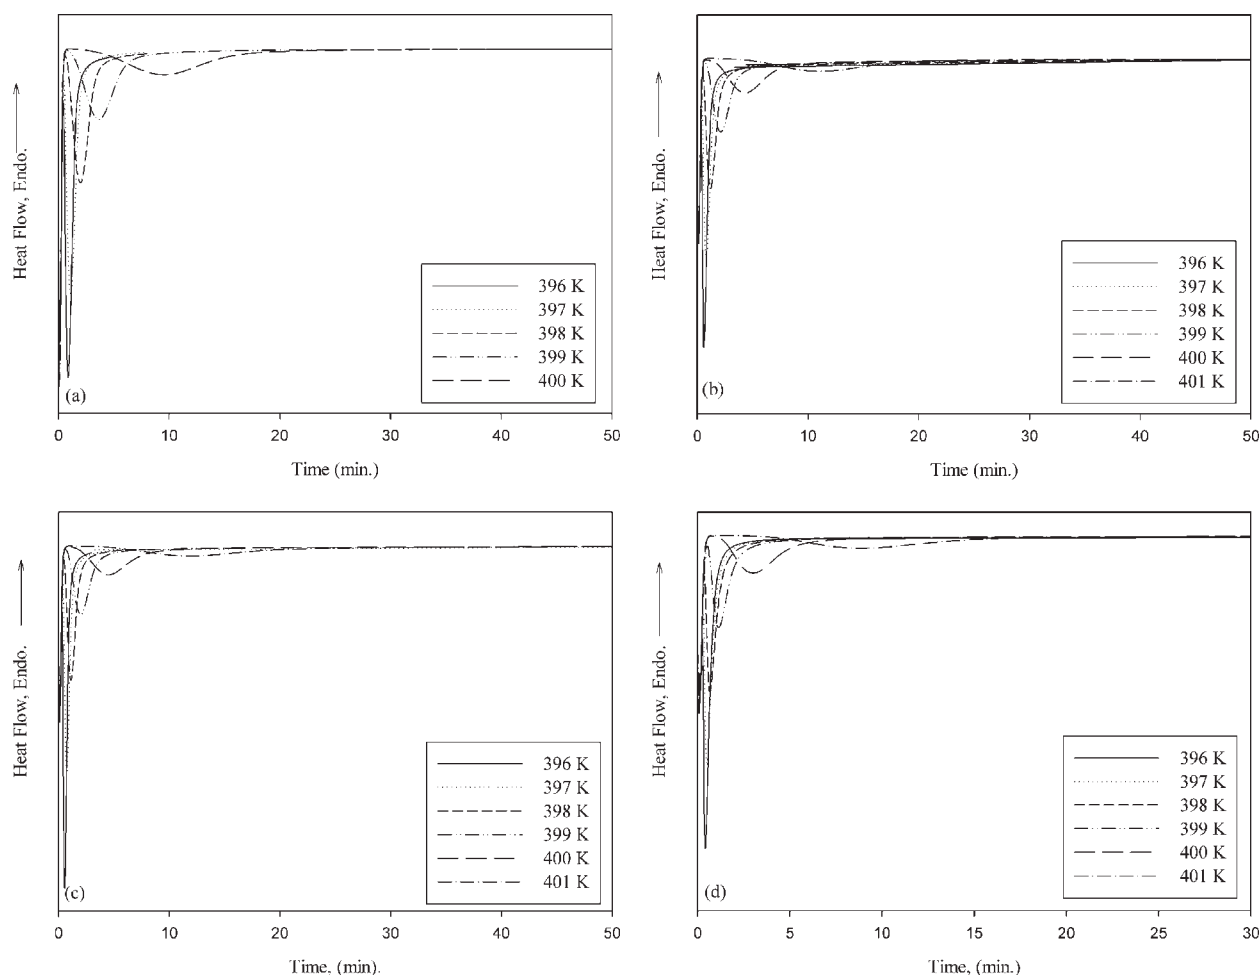 Heat Flow, Endo.
396 K
397 K
398 K
399 K
400 K
(a)
0 10 20 30 40 50
Time (min.)
Heat Flow, Endo.
396 K
397 K
398 K
399 K
400 K
401 K
(b)
0 10 20 30 40 50
Time (min.)
Heat Flow, Endo.
396 K
397 K
398 K
399 K
400 K
401 K
(c)
0 10 20 30 40 50
Time, (min).
Heat Flow, Endo.
396 K
397 K
398 K
399 K
400 K
401 K
(d)
0 5 10 15 20 25 30
Time, (min.)